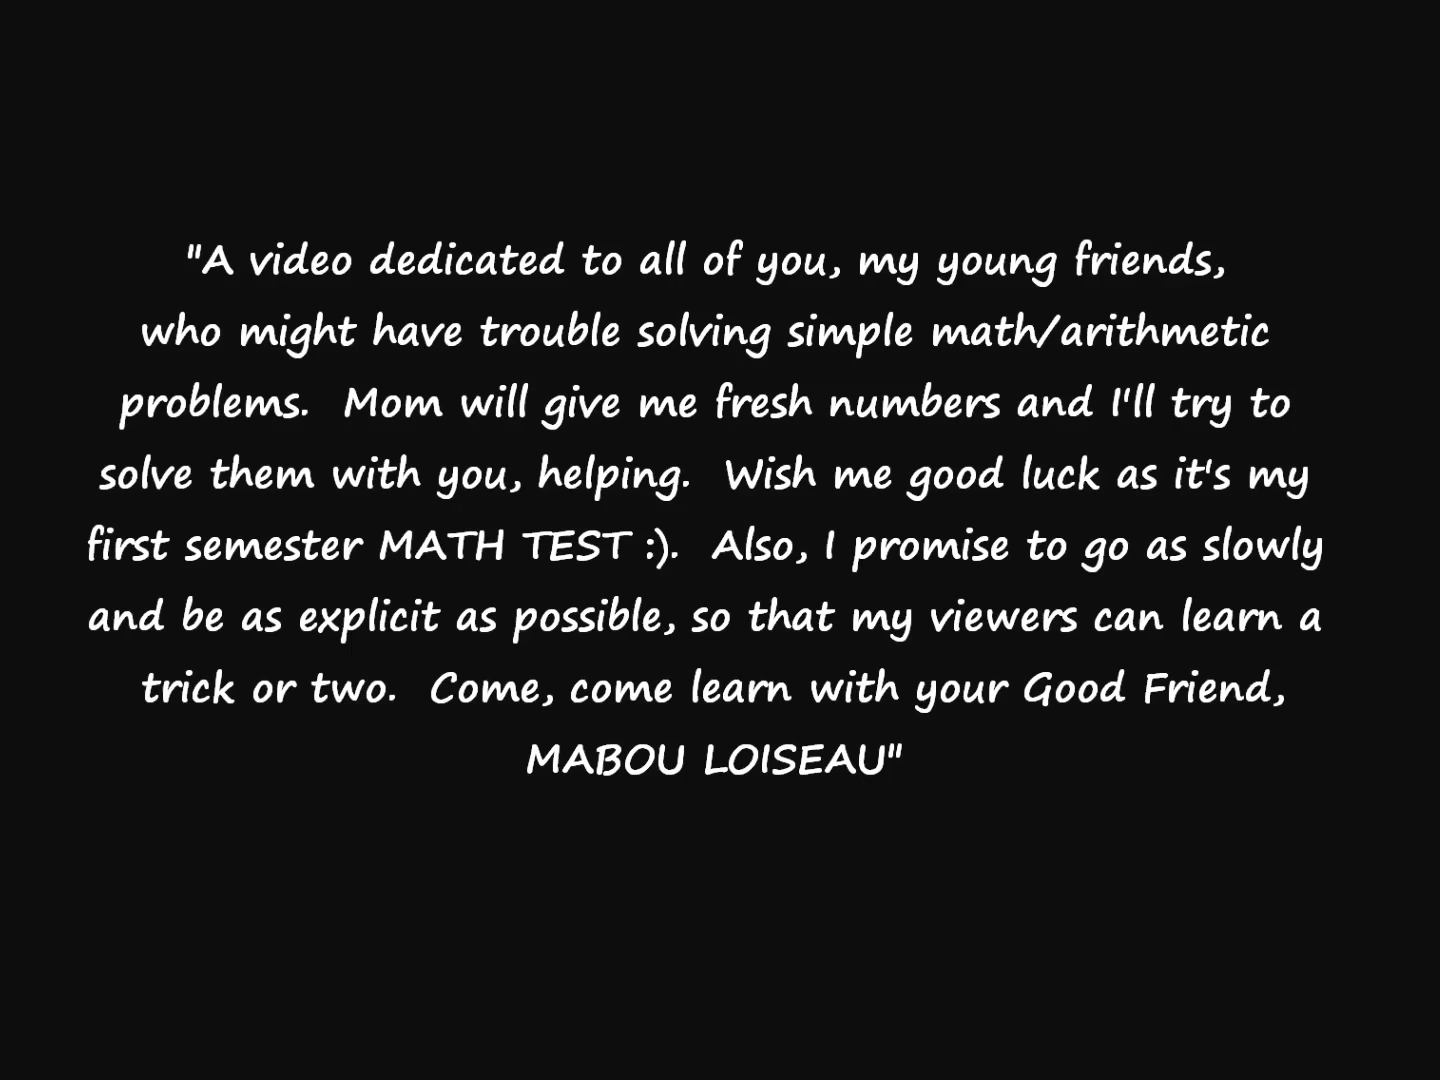 "A video dedicated to all of you, my young friends,
who might have trouble solving simple math/arithmetic
problems.  Mom will give me fresh numbers and I'll try to
solve them with you, helping.  Wish me good luck as it's my
first semester MATH TEST :).  Also, I promise to go as slowly
and be as explicit as possible, so that my viewers can learn a
trick or two.  Come, come learn with your Good Friend,
MABOU LOISEAU"